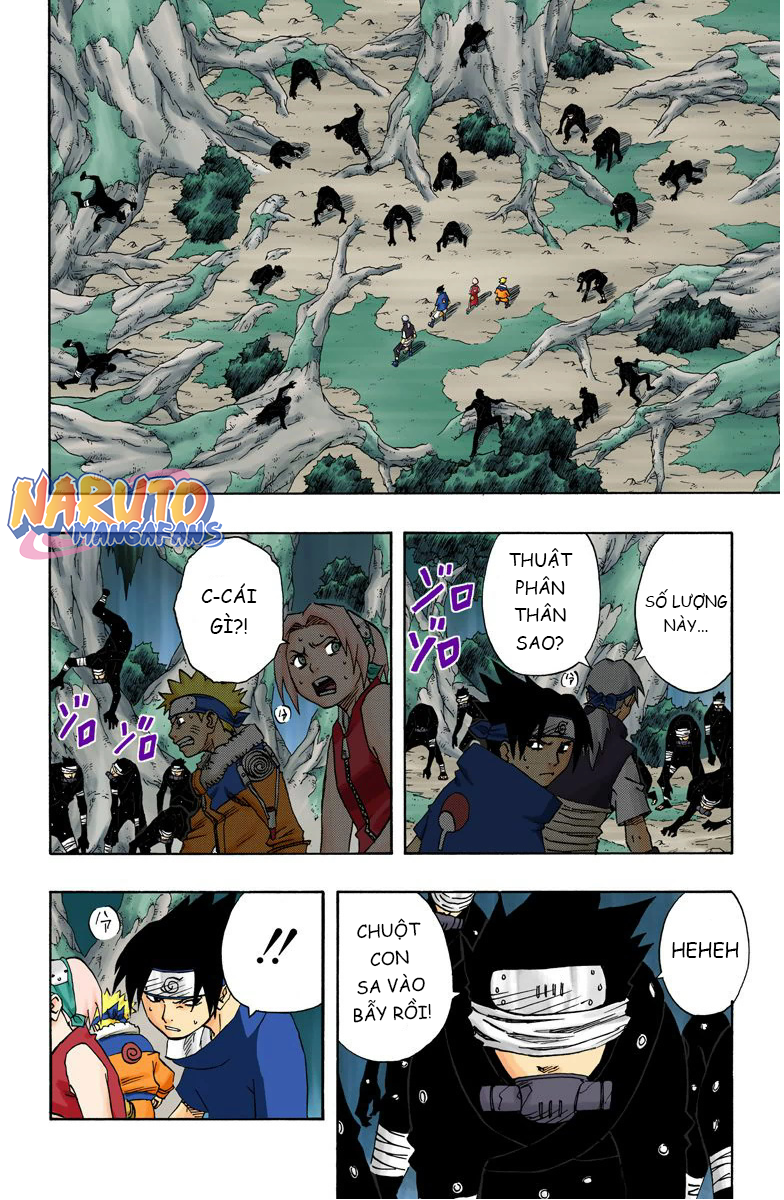 NARUTO
MANGAFANS
SỐ LƯỢNG
NÀY...
THUẬT
PHÂN
THÂN
SAO?
ゾロ
ゾロ
C-CÁI
GÌ?!
ゾロ
ゾロ
HEHEH
CHUỘT
CON
SA VÀO
BẪY RỒI!
!!